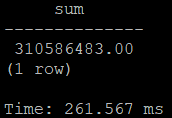 sum
--------------
310586483.00
(1 row)
Time: 261.567 ms